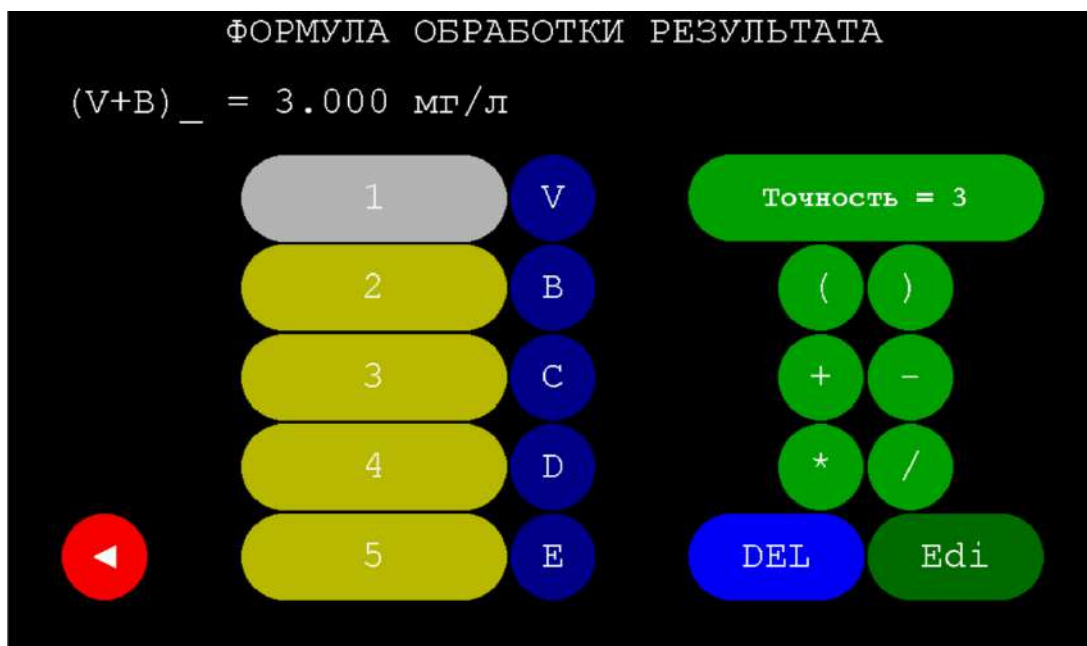 ФОРМУЛА ОБРАБОТКИ РЕЗУЛЬТАТА
(V+B)_ = 3.000 мг/л
1 V Точность = 3
2 B ( )
3 C + -
4 D * /
5 E DEL Edi